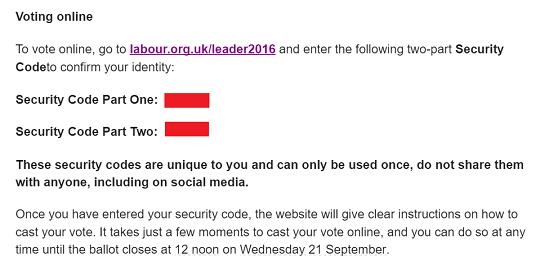 Voting online
To vote online, go to labour.org.uk/leader2016 and enter the following two-part Security
Codeto confirm your identity:
Security Code Part One:
Security Code Part Two:
These security codes are unique to you and can only be used once, do not share them
with anyone, including on social media.
Once you have entered your security code, the website will give clear instructions on how to
cast your vote. It takes just a few moments to cast your vote online, and you can do so at any
time until the ballot closes at 12 noon on Wednesday 21 September.